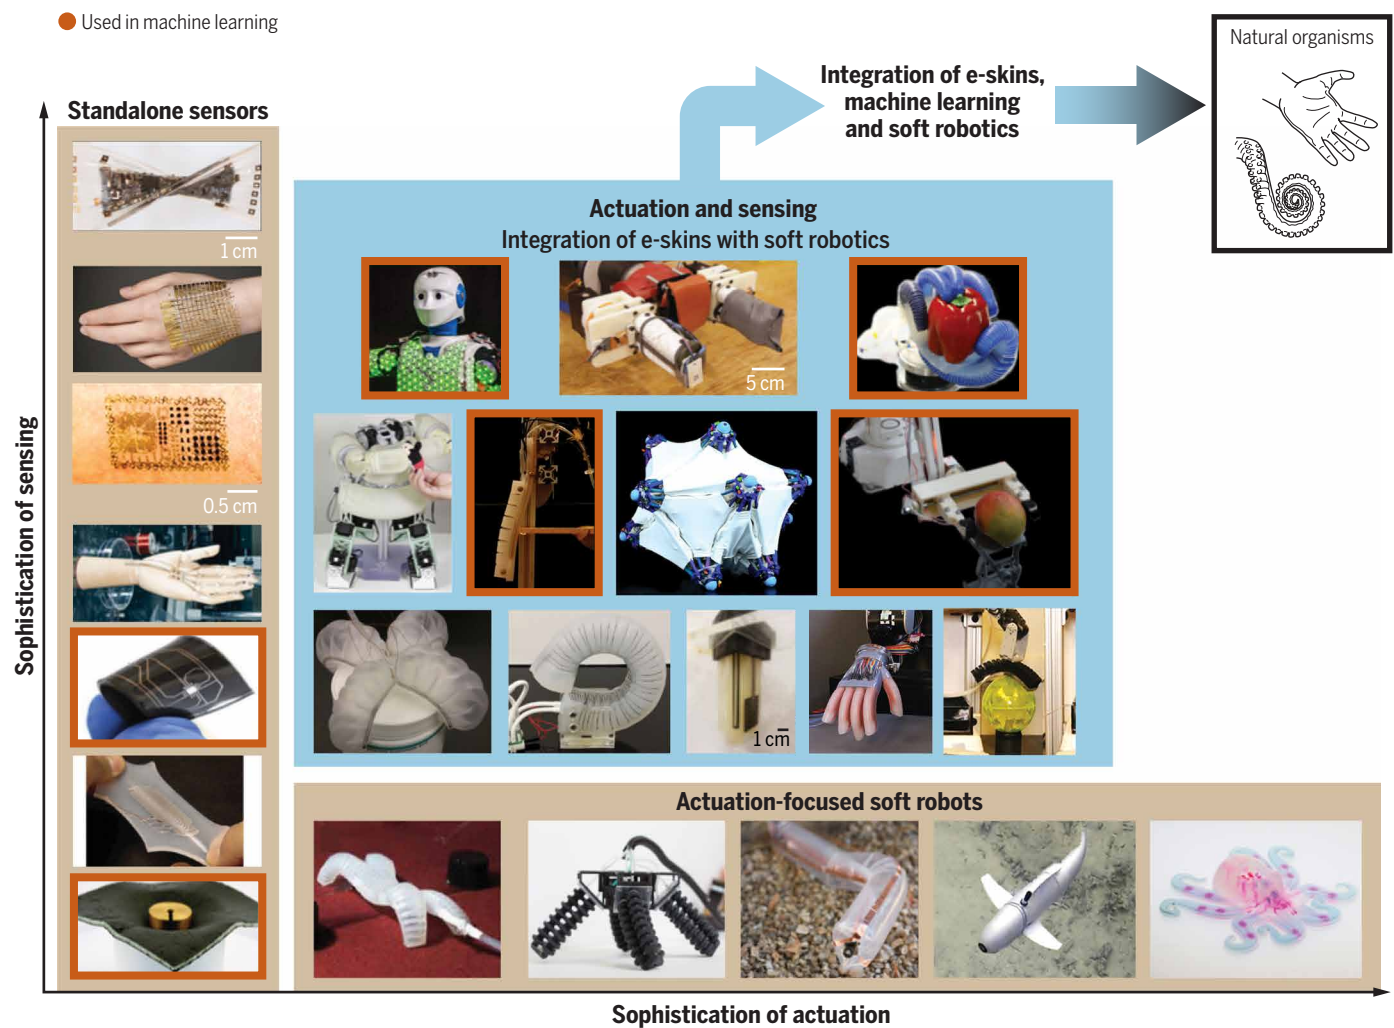 Used in machine learning
Natural organisms
Integration of e-skins,
machine learning
and soft robotics
Standalone sensors
1 cm
0.5 cm
Actuation and sensing
Integration of e-skins with soft robotics
5 cm
1 cm
Actuation-focused soft robots
Sophistication of sensing
Sophistication of actuation